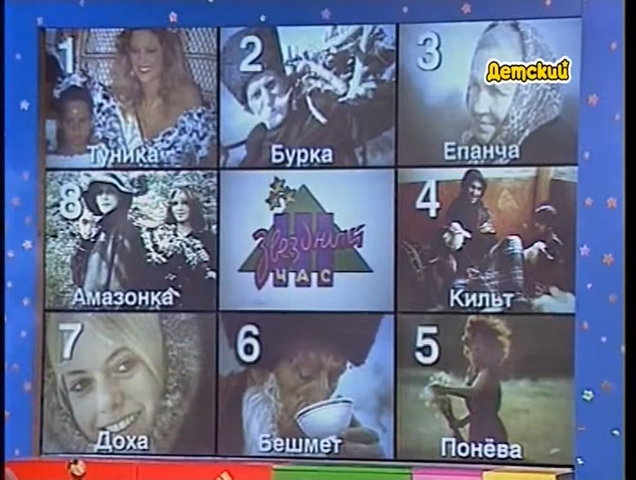 Детский
1
Туника
2
Бурка
3
Епанча
8
Амазонка
Звёздный
ЧАС
4
Кильт
7
Доха
6
Бешмет
5
Понёва